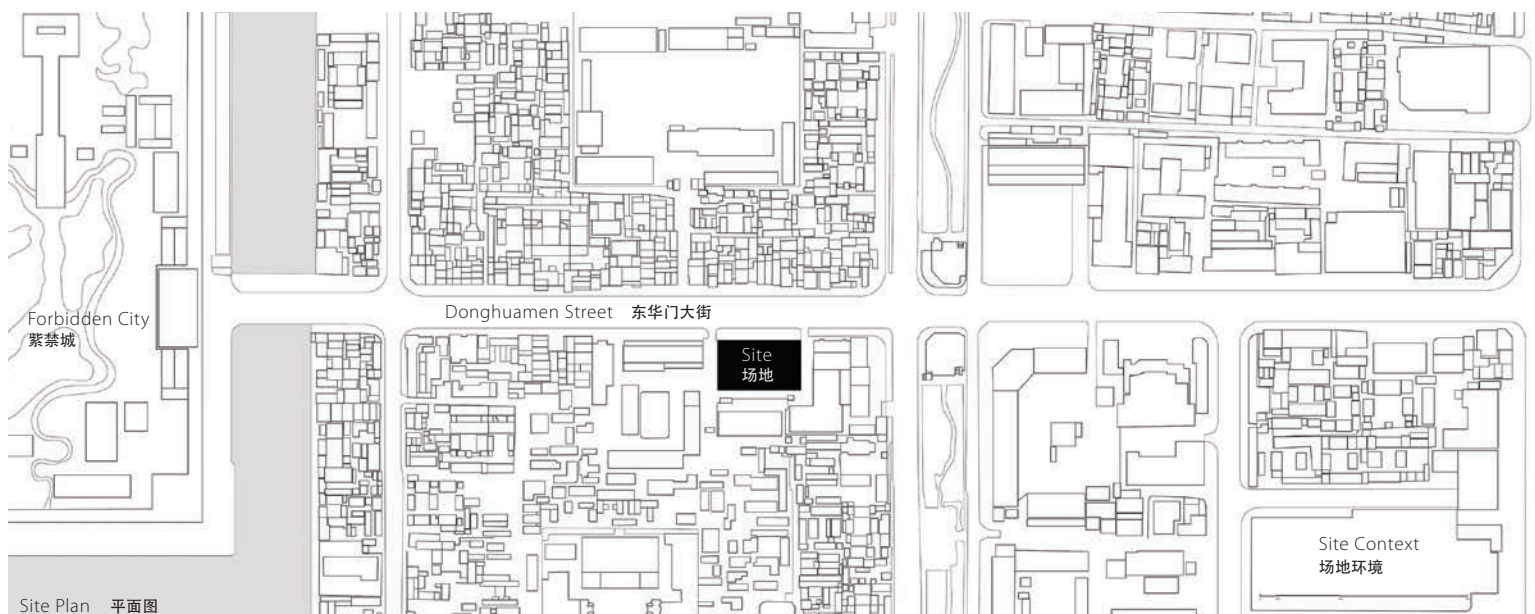 Donghuamen Street 东华门大街
Forbidden City
紫禁城
Site
场地
Site Context
场地环境
Site Plan 平面图